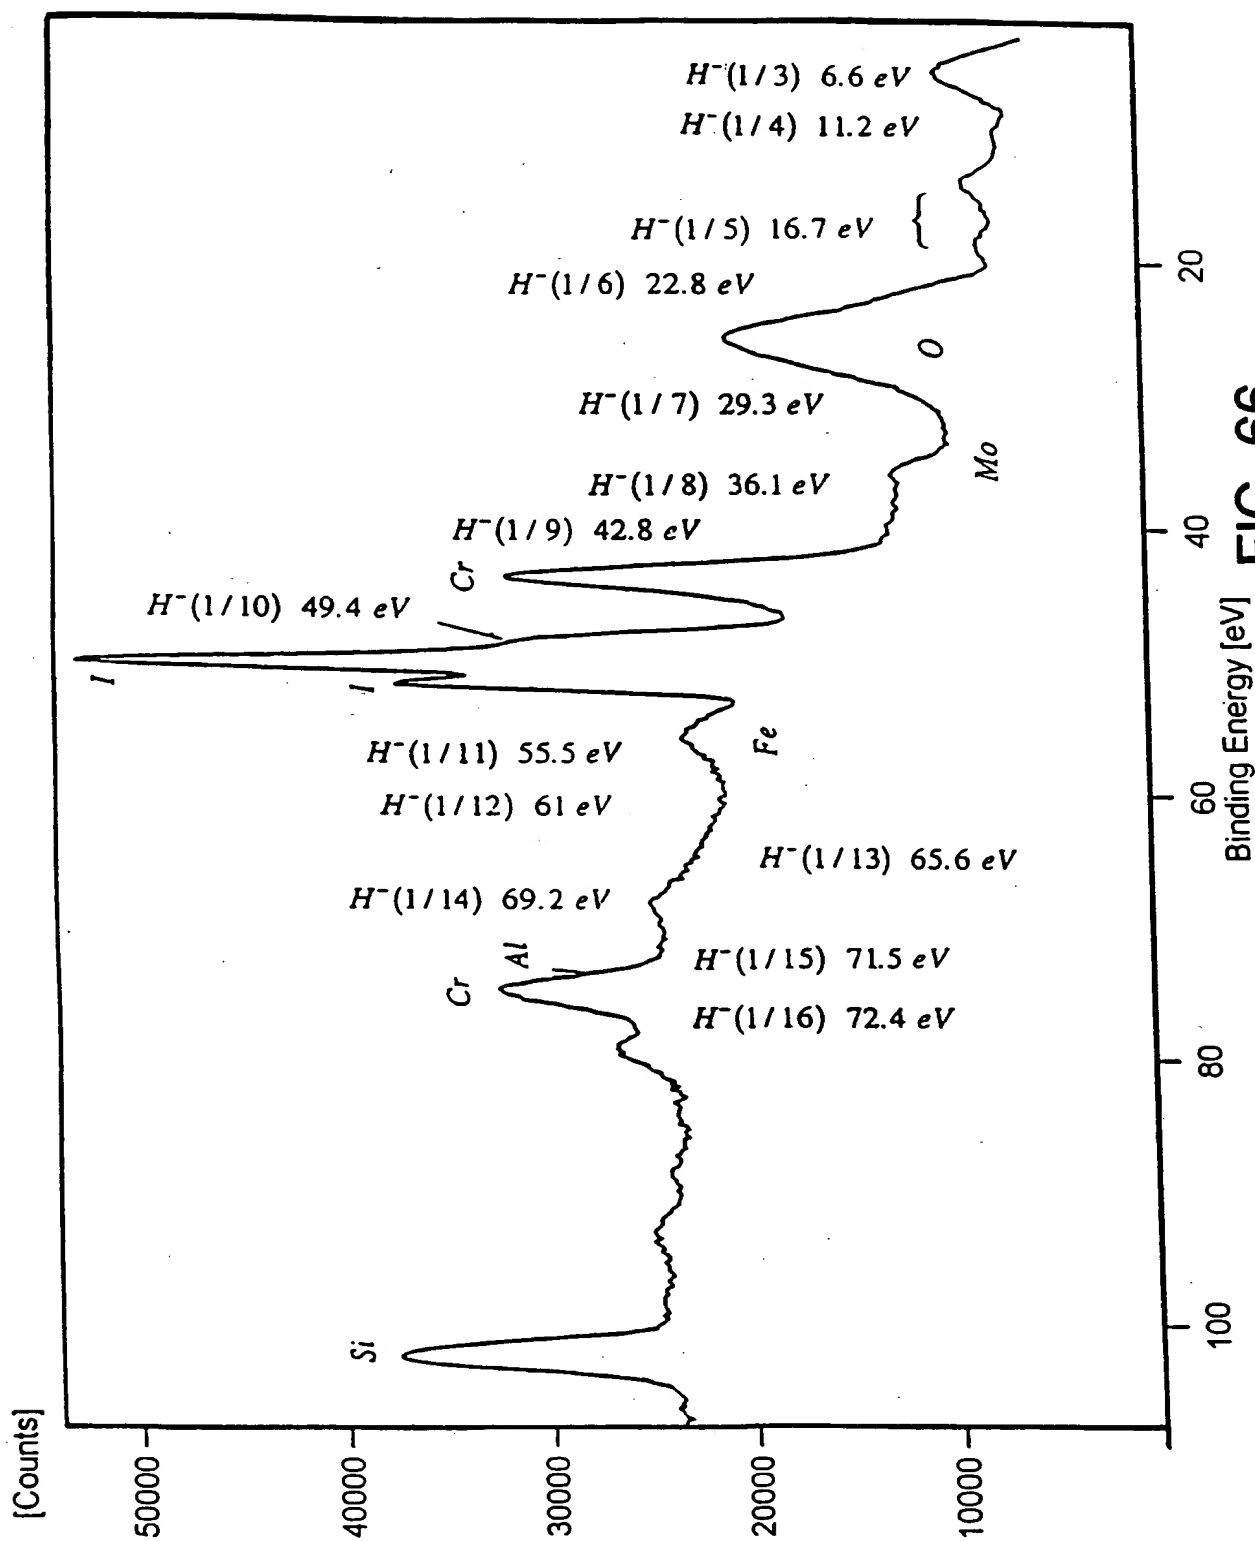 [Counts]
50000
40000
30000
20000
10000
H⁻(1/3) 6.6 eV
H⁻(1/4) 11.2 eV
H⁻(1/5) 16.7 eV
{
H⁻(1/6) 22.8 eV
O
H⁻(1/7) 29.3 eV
Mo
H⁻(1/8) 36.1 eV
H⁻(1/9) 42.8 eV
Cr
H⁻(1/10) 49.4 eV
I
I
Fe
H⁻(1/11) 55.5 eV
H⁻(1/12) 61 eV
H⁻(1/13) 65.6 eV
H⁻(1/14) 69.2 eV
Al
Cr
H⁻(1/15) 71.5 eV
H⁻(1/16) 72.4 eV
Si
100
80
60
40
20
Binding Energy [eV]
FIG. 66